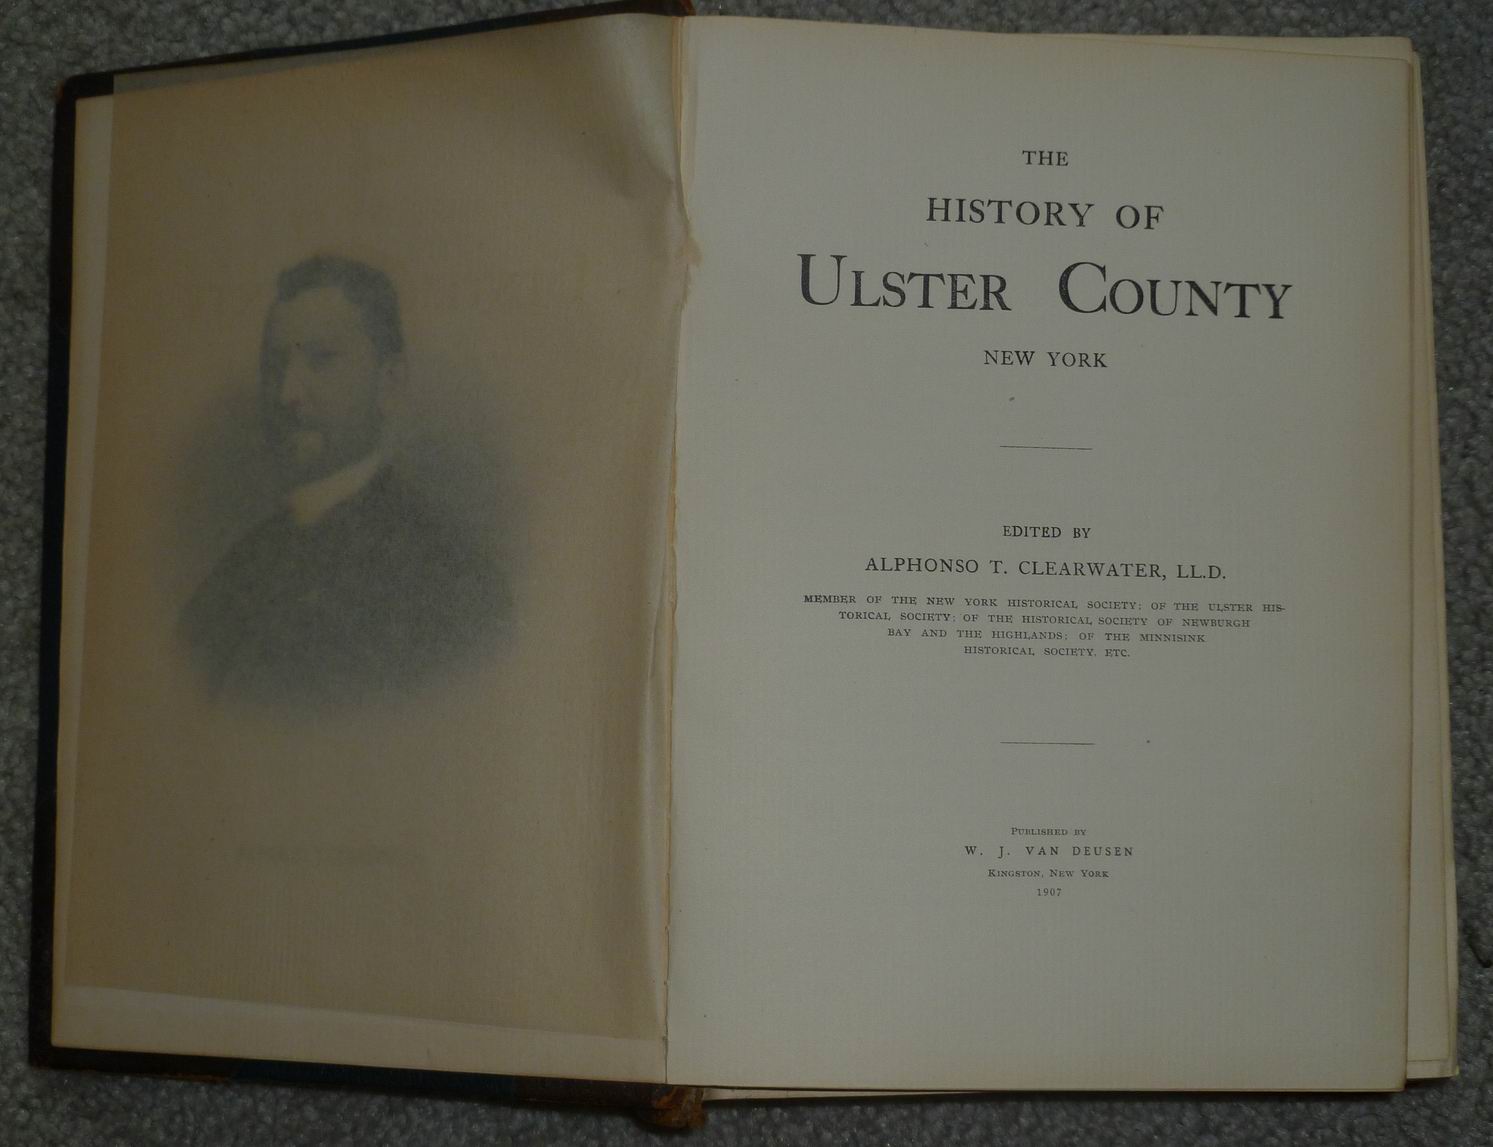 THE
HISTORY OF
ULSTER COUNTY
NEW YORK
EDITED BY
ALPHONSO T. CLEARWATER, LL.D.
MEMBER OF THE NEW YORK HISTORICAL SOCIETY; OF THE ULSTER HIS-
TORICAL SOCIETY; OF THE HISTORICAL SOCIETY OF NEWBURGH
BAY AND THE HIGHLANDS; OF THE MINNISINK
HISTORICAL SOCIETY, ETC.
PUBLISHED BY
W. J. VAN DEUSEN
KINGSTON, NEW YORK
1907